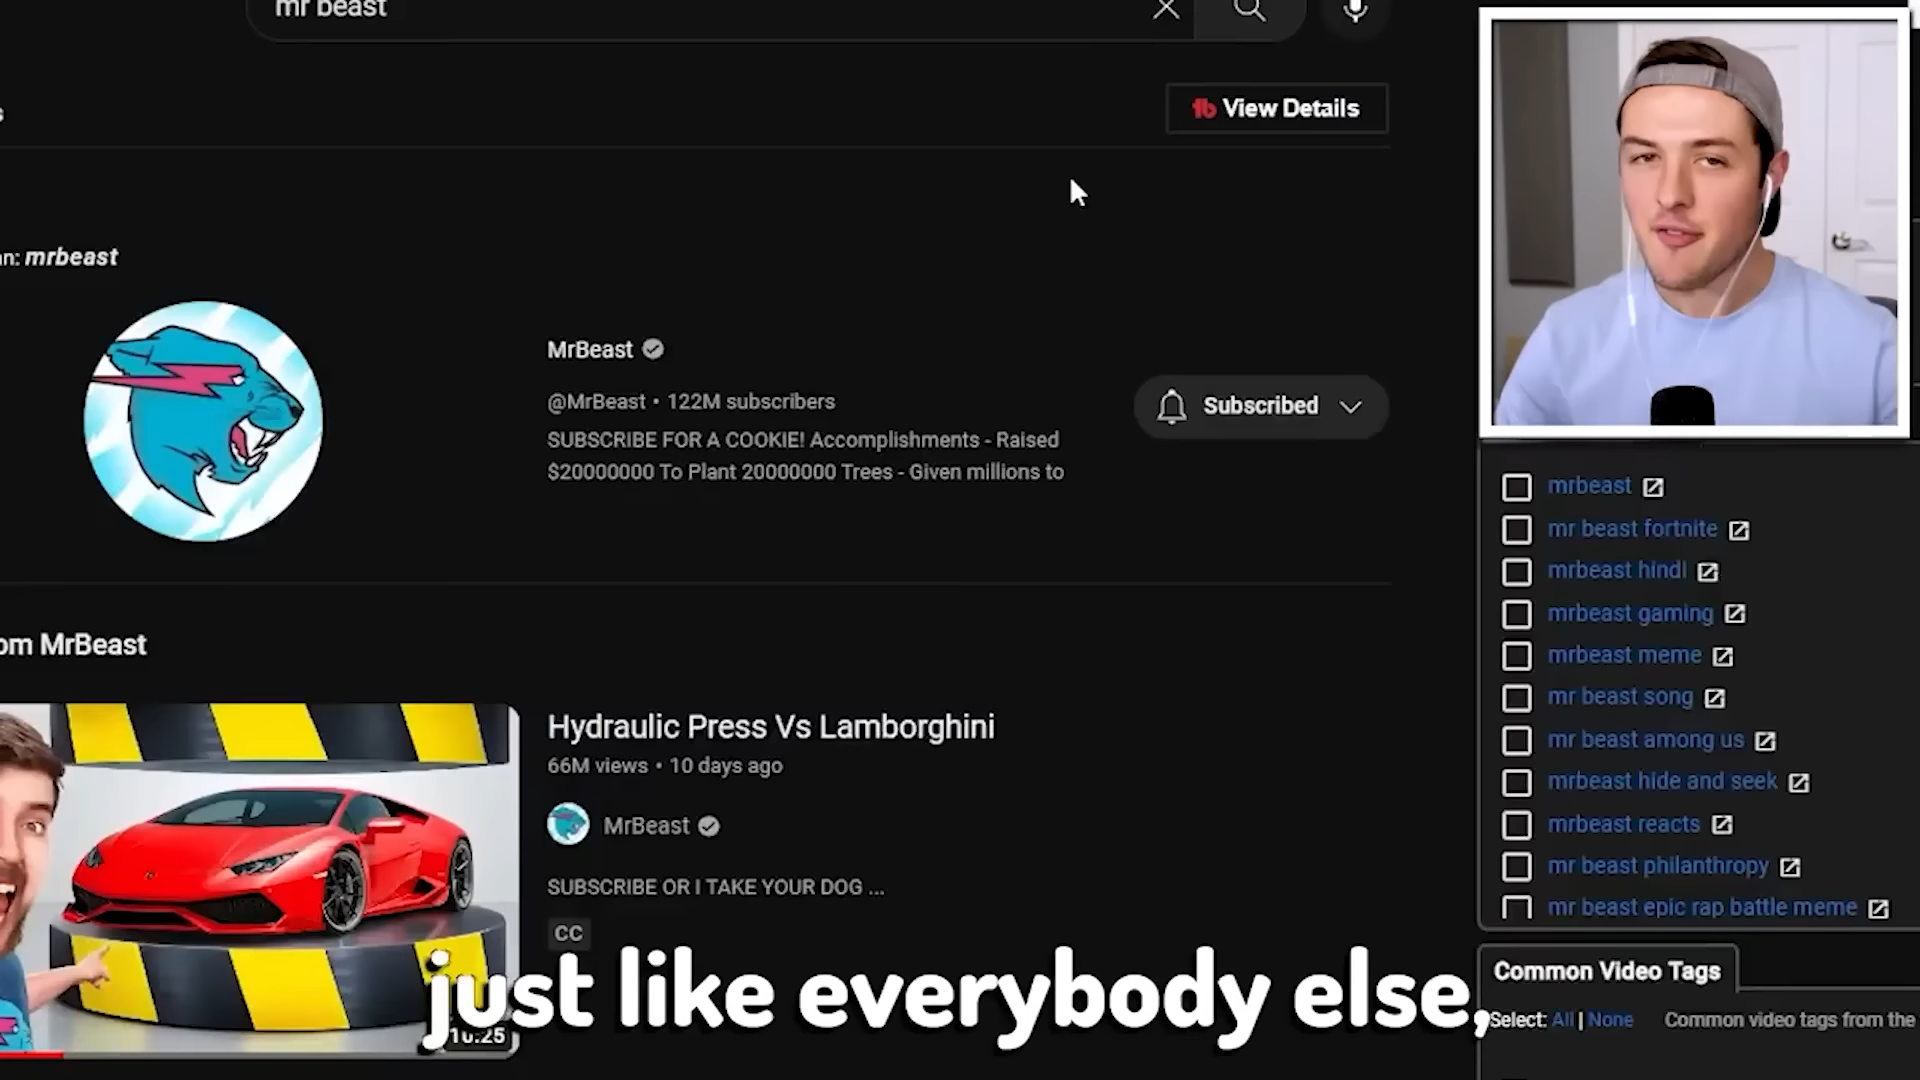 mr beast
View Details
an: mrbeast
MrBeast
@MrBeast • 122M subscribers
SUBSCRIBE FOR A COOKIE! Accomplishments - Raised
$20000000 To Plant 20000000 Trees - Given millions to
Subscribed
om MrBeast
Hydraulic Press Vs Lamborghini
66M views • 10 days ago
MrBeast
SUBSCRIBE OR I TAKE YOUR DOG ...
CC
10:25
just like everybody else,
mrbeast
mr beast fortnite
mrbeast hindi
mrbeast gaming
mrbeast meme
mr beast song
mr beast among us
mrbeast hide and seek
mrbeast reacts
mr beast philanthropy
mr beast epic rap battle meme
Common Video Tags
Select: All | None
Common video tags from the